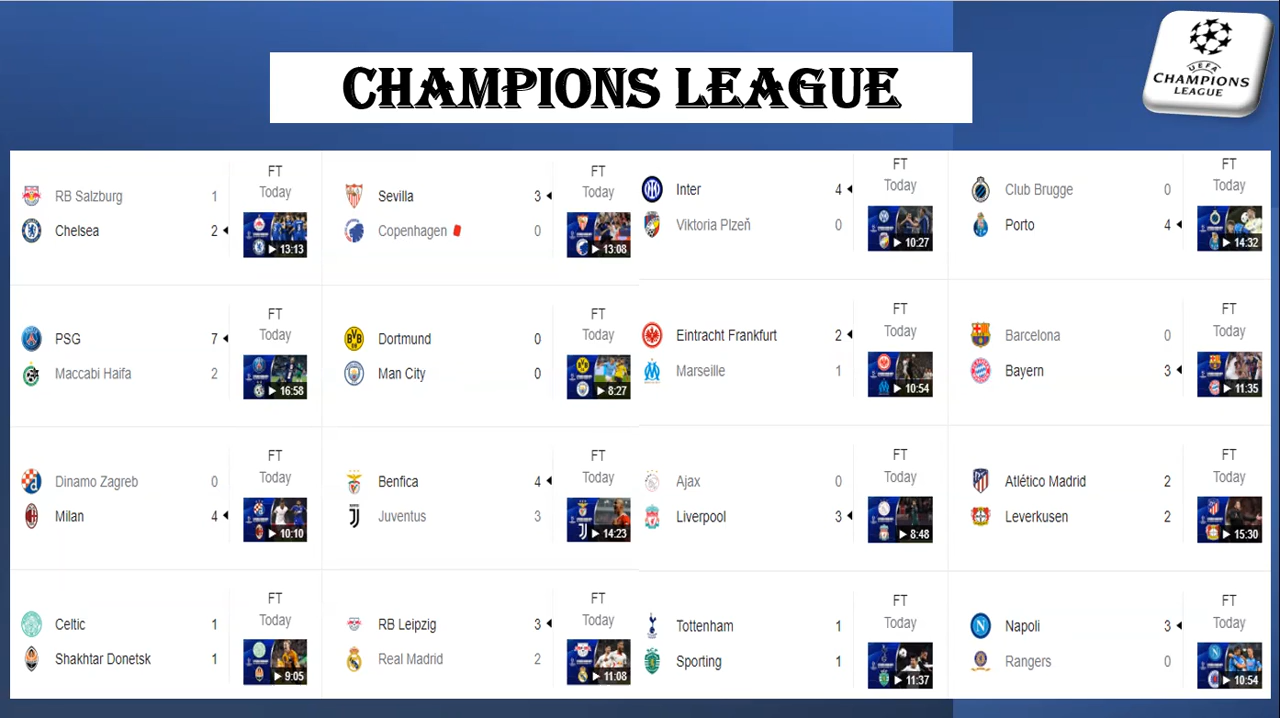 CHAMPIONS LEAGUE
UEFA
CHAMPIONS
LEAGUE
RB Salzburg 1
Chelsea 2
FT
Today
13:13
Sevilla 3
Copenhagen 0
FT
Today
13:08
Inter 4
Viktoria Plzeň 0
FT
Today
10:27
Club Brugge 0
Porto 4
FT
Today
14:32
PSG 7
Maccabi Haifa 2
FT
Today
16:58
Dortmund 0
Man City 0
FT
Today
8:27
Eintracht Frankfurt 2
Marseille 1
FT
Today
10:54
Barcelona 0
Bayern 3
FT
Today
11:35
Dinamo Zagreb 0
Milan 4
FT
Today
10:10
Benfica 4
Juventus 3
FT
Today
14:23
Ajax 0
Liverpool 3
FT
Today
8:48
Atlético Madrid 2
Leverkusen 2
FT
Today
15:30
Celtic 1
Shakhtar Donetsk 1
FT
Today
9:05
RB Leipzig 3
Real Madrid 2
FT
Today
11:08
Tottenham 1
Sporting 1
FT
Today
11:37
Napoli 3
Rangers 0
FT
Today
10:54